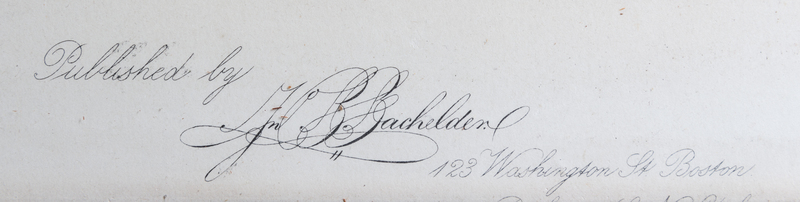 Published by
Jno B Bachelder.
123 Washington St Boston